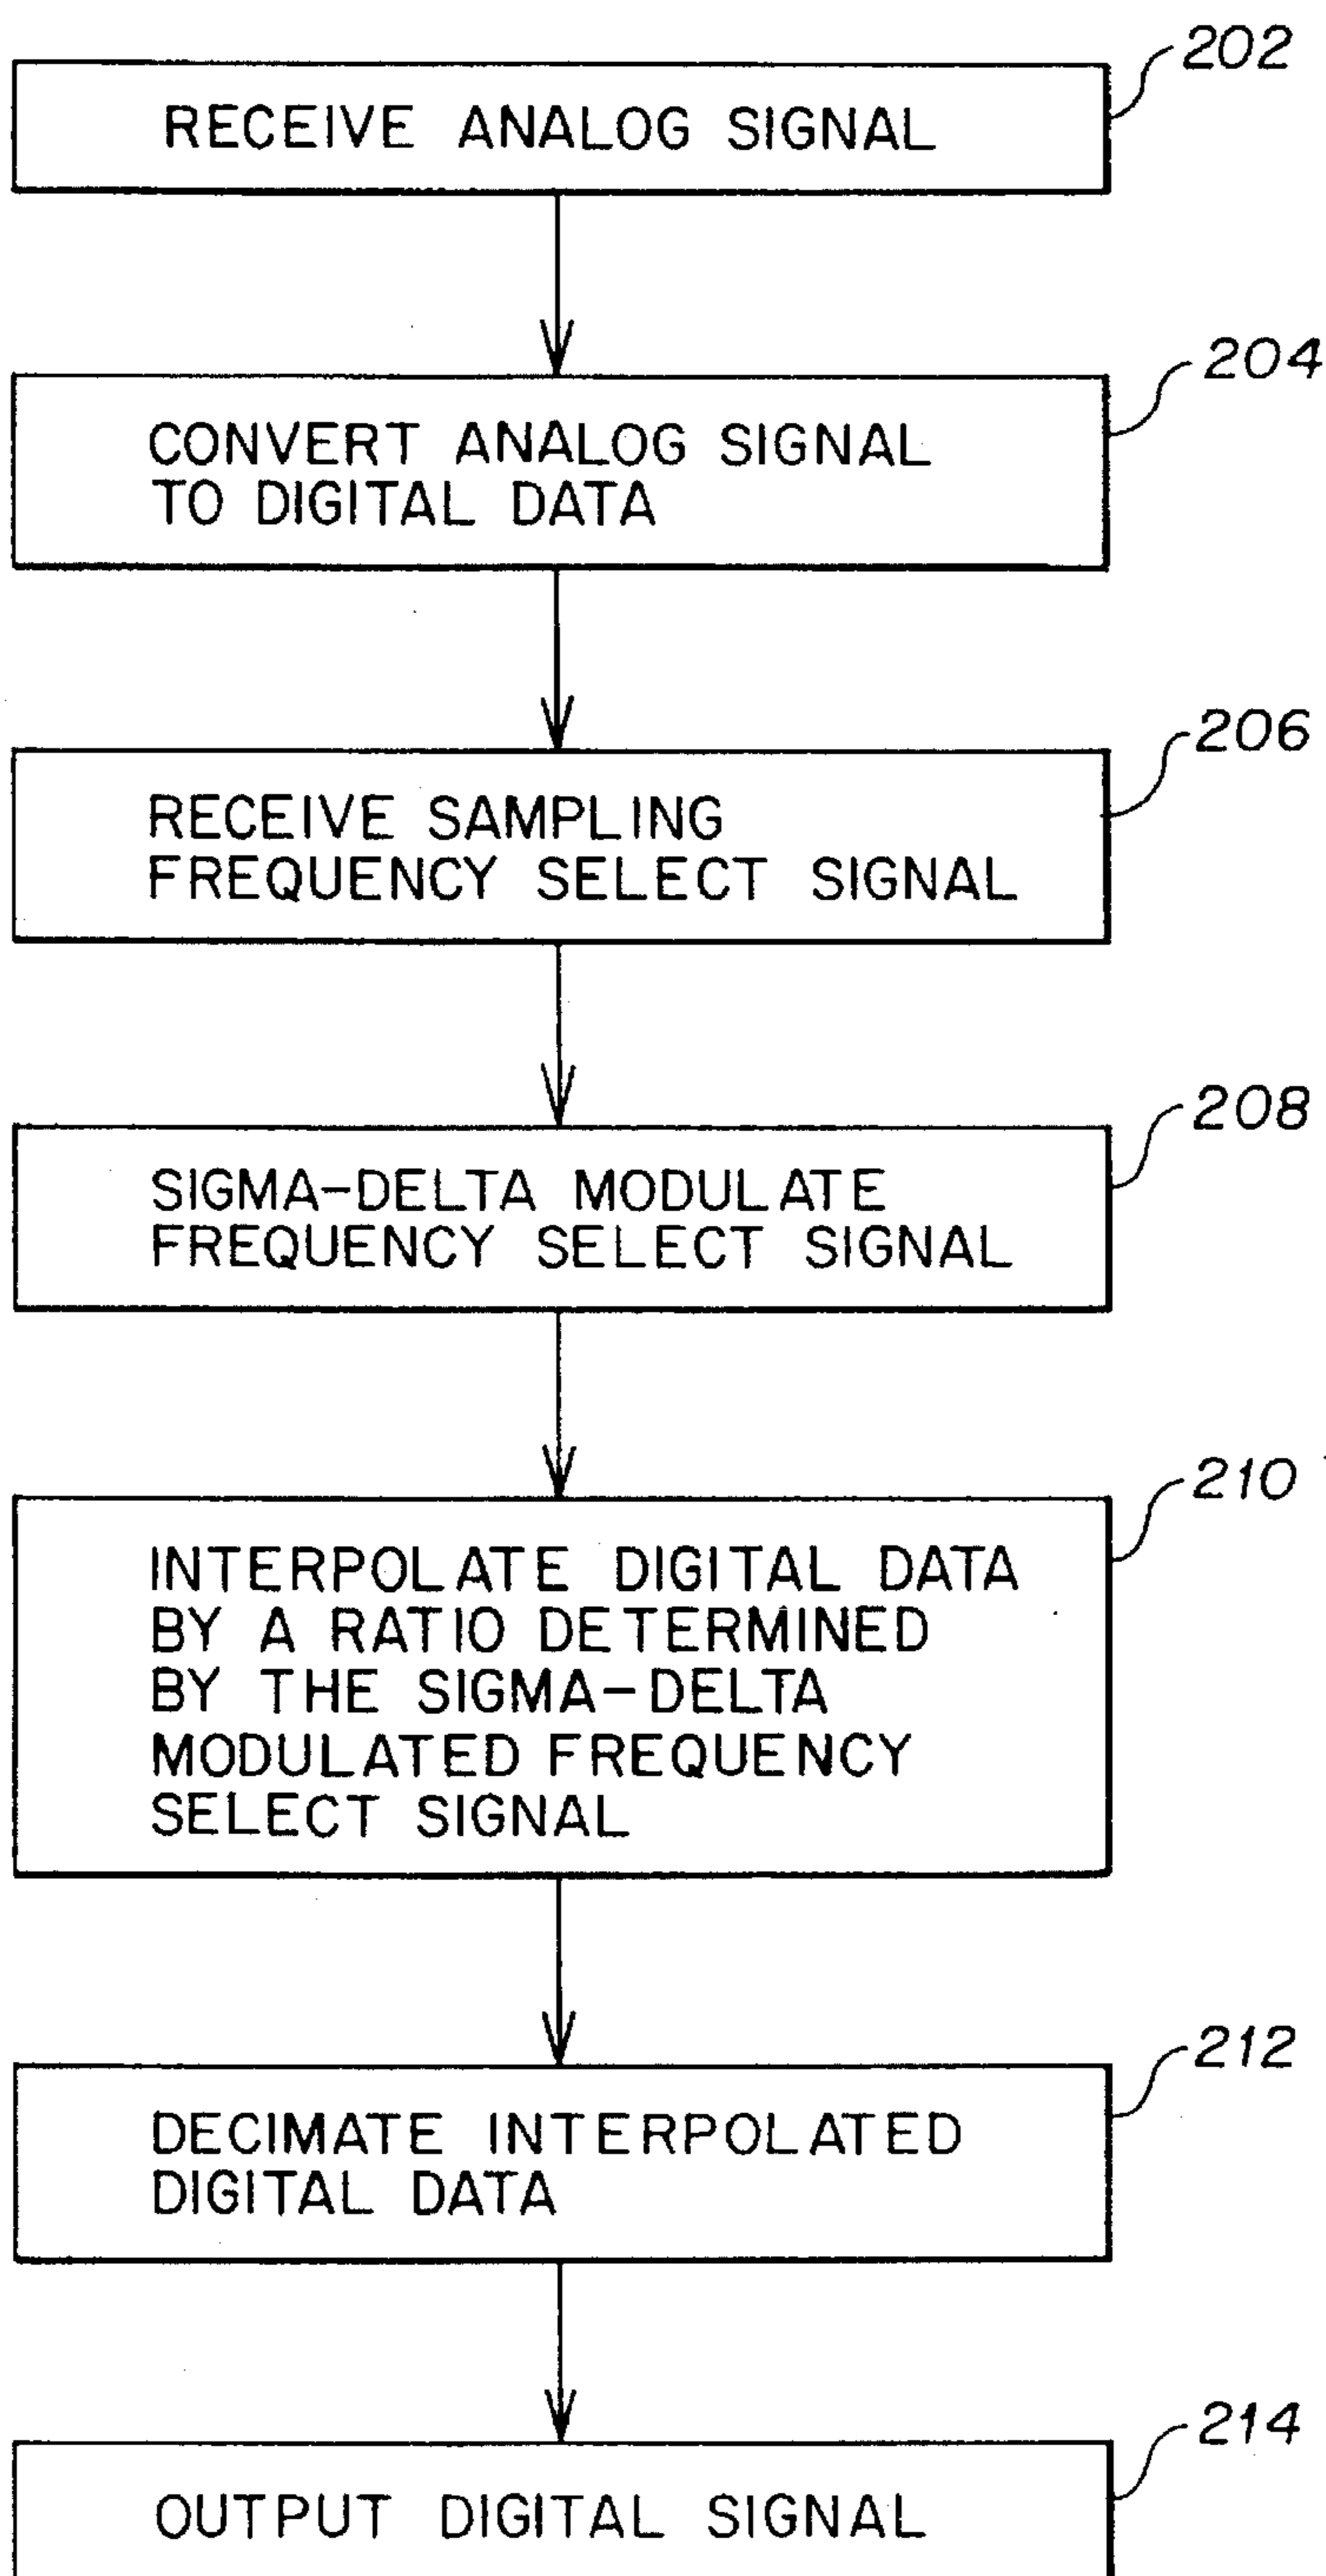 202
RECEIVE ANALOG SIGNAL
204
CONVERT ANALOG SIGNAL
TO DIGITAL DATA
206
RECEIVE SAMPLING
FREQUENCY SELECT SIGNAL
208
SIGMA-DELTA MODULATE
FREQUENCY SELECT SIGNAL
210
INTERPOLATE DIGITAL DATA
BY A RATIO DETERMINED
BY THE SIGMA-DELTA
MODULATED FREQUENCY
SELECT SIGNAL
212
DECIMATE INTERPOLATED
DIGITAL DATA
214
OUTPUT DIGITAL SIGNAL